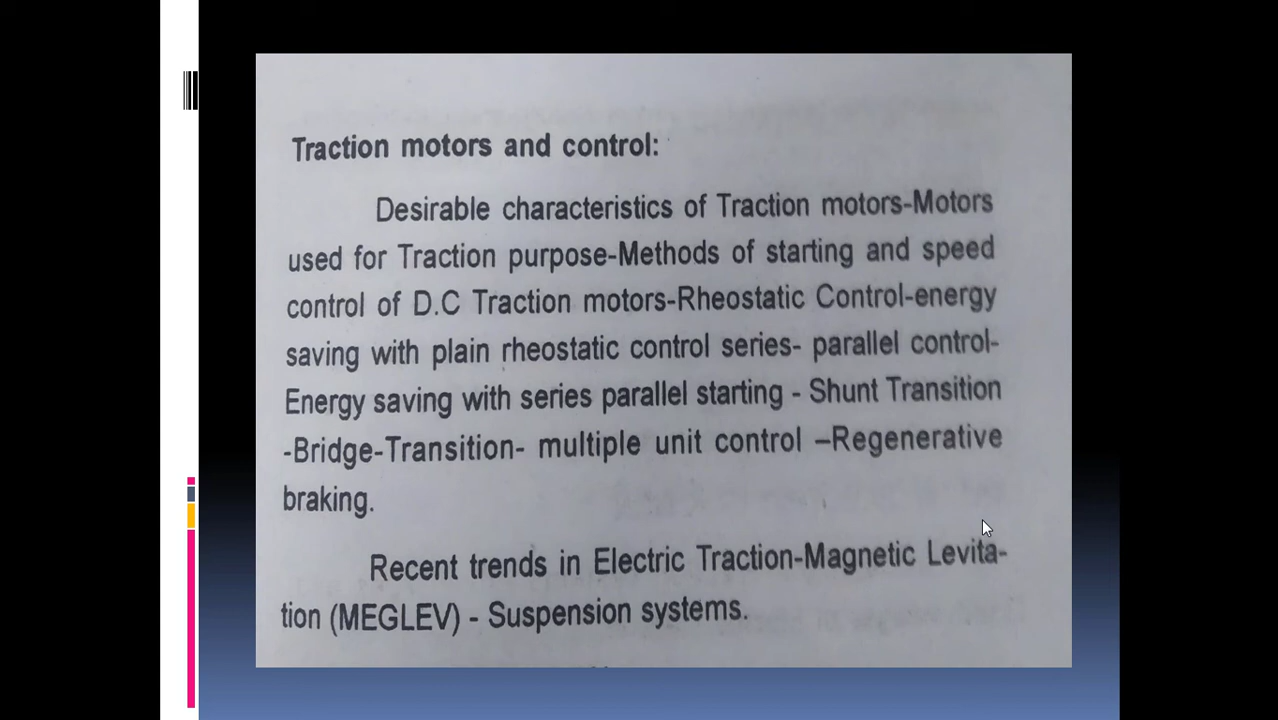 Traction motors and control:
Desirable characteristics of Traction motors-Motors
used for Traction purpose-Methods of starting and speed
control of D.C Traction motors-Rheostatic Control-energy
saving with plain rheostatic control series- parallel control-
Energy saving with series parallel starting - Shunt Transition
-Bridge-Transition- multiple unit control –Regenerative
braking.
Recent trends in Electric Traction-Magnetic Levita-
tion (MEGLEV) - Suspension systems.